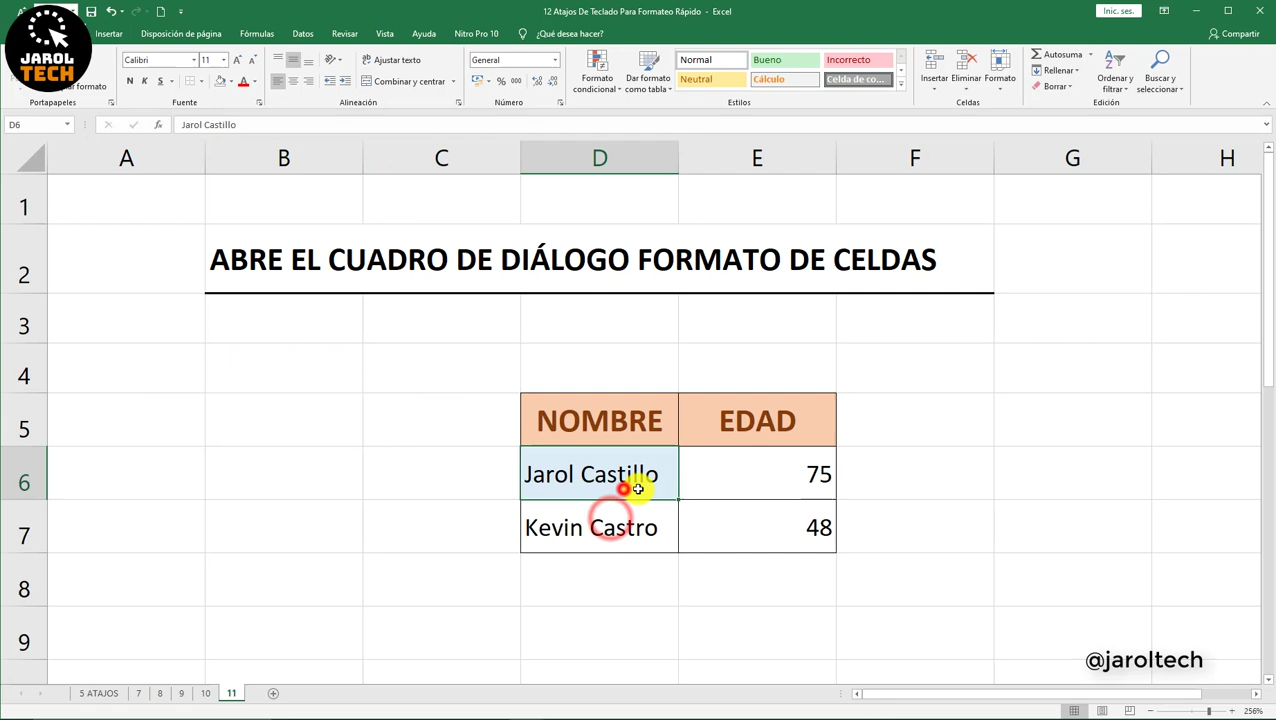 12 Atajos De Teclado Para Formateo Rápido - Excel
Inic. ses.
JAROL
TECH
Insertar
Disposición de página
Fórmulas
Datos
Revisar
Vista
Ayuda
Nitro Pro 10
¿Qué desea hacer?
Compartir
Calibri
11
N K S
Ajustar texto
Combinar y centrar
General
% 000
Formato
condicional
Dar formato
como tabla
Normal
Bueno
Incorrecto
Neutral
Cálculo
Celda de co...
Insertar
Eliminar
Formato
Autosuma
Rellenar
Borrar
Ordenar y
filtrar
Buscar y
seleccionar
Portapapeles
Fuente
Alineación
Número
Estilos
Celdas
Edición
D6
Jarol Castillo
A B C D E F G H
1
2 ABRE EL CUADRO DE DIÁLOGO FORMATO DE CELDAS
3
4
5 NOMBRE EDAD
6 Jarol Castillo 75
7 Kevin Castro 48
8
9
@jaroltech
5 ATAJOS 7 8 9 10 11
256%